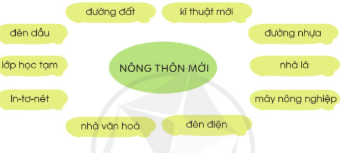 đường đất
kĩ thuật mới
đèn dầu
đường nhựa
lớp học tạm
NÔNG THÔN MỚI
nhà lá
In-tơ-nét
máy nông nghiệp
nhà văn hoá
đèn điện